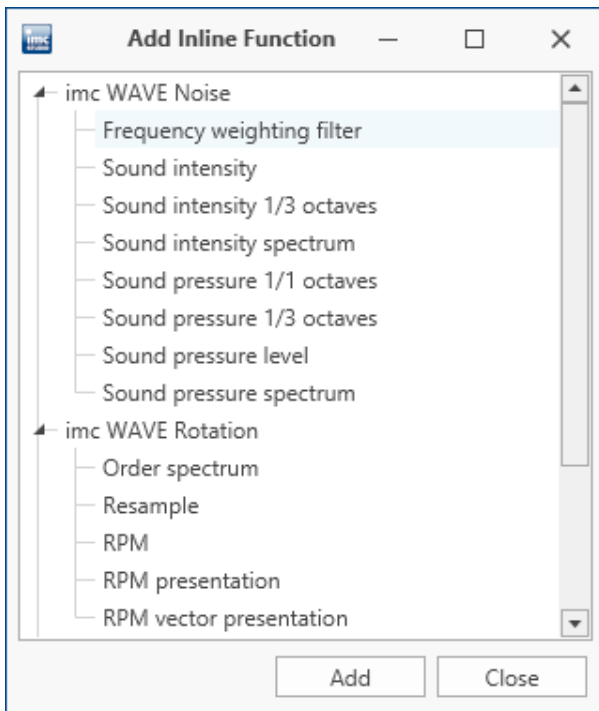 imc
Add Inline Function
imc WAVE Noise
Frequency weighting filter
Sound intensity
Sound intensity 1/3 octaves
Sound intensity spectrum
Sound pressure 1/1 octaves
Sound pressure 1/3 octaves
Sound pressure level
Sound pressure spectrum
imc WAVE Rotation
Order spectrum
Resample
RPM
RPM presentation
RPM vector presentation
Add
Close